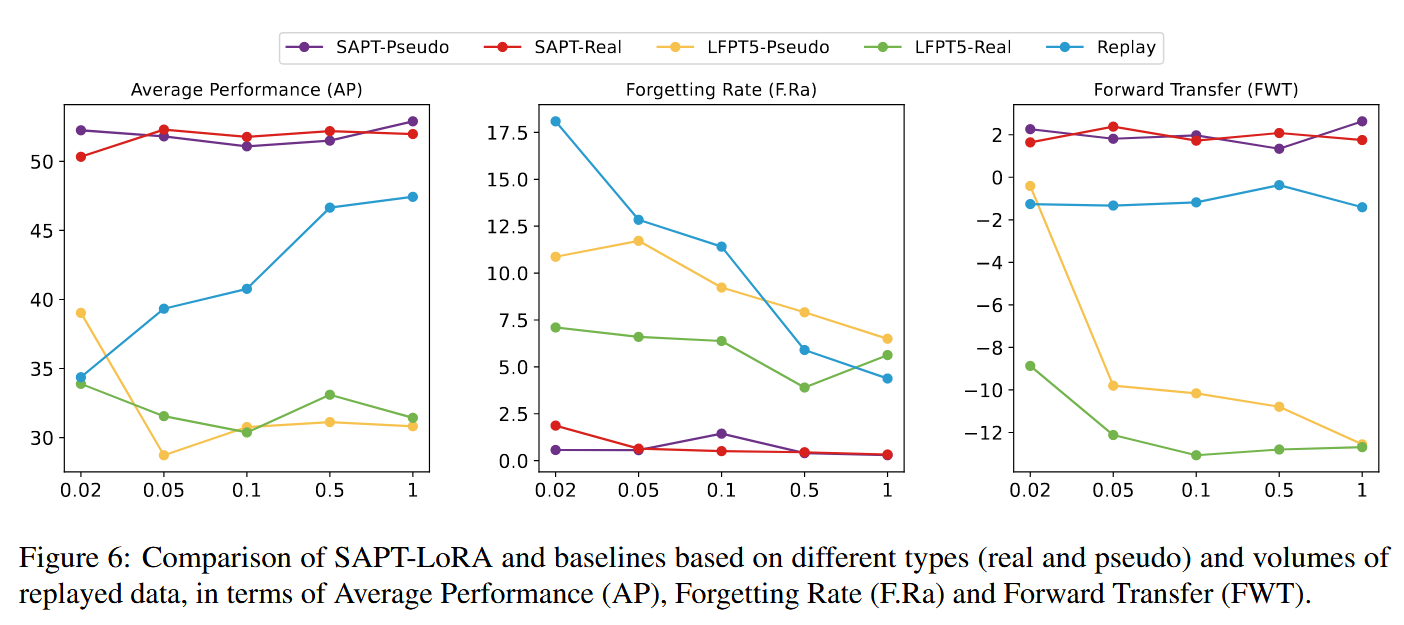 SAPT-Pseudo SAPT-Real LFPT5-Pseudo LFPT5-Real Replay
Average Performance (AP)
50
45
40
35
30
0.02 0.05 0.1 0.5 1
Forgetting Rate (F.Ra)
17.5
15.0
12.5
10.0
7.5
5.0
2.5
0.0
0.02 0.05 0.1 0.5 1
Forward Transfer (FWT)
2
0
−2
−4
−6
−8
−10
−12
0.02 0.05 0.1 0.5 1
Figure 6: Comparison of SAPT-LoRA and baselines based on different types (real and pseudo) and volumes of
replayed data, in terms of Average Performance (AP), Forgetting Rate (F.Ra) and Forward Transfer (FWT).